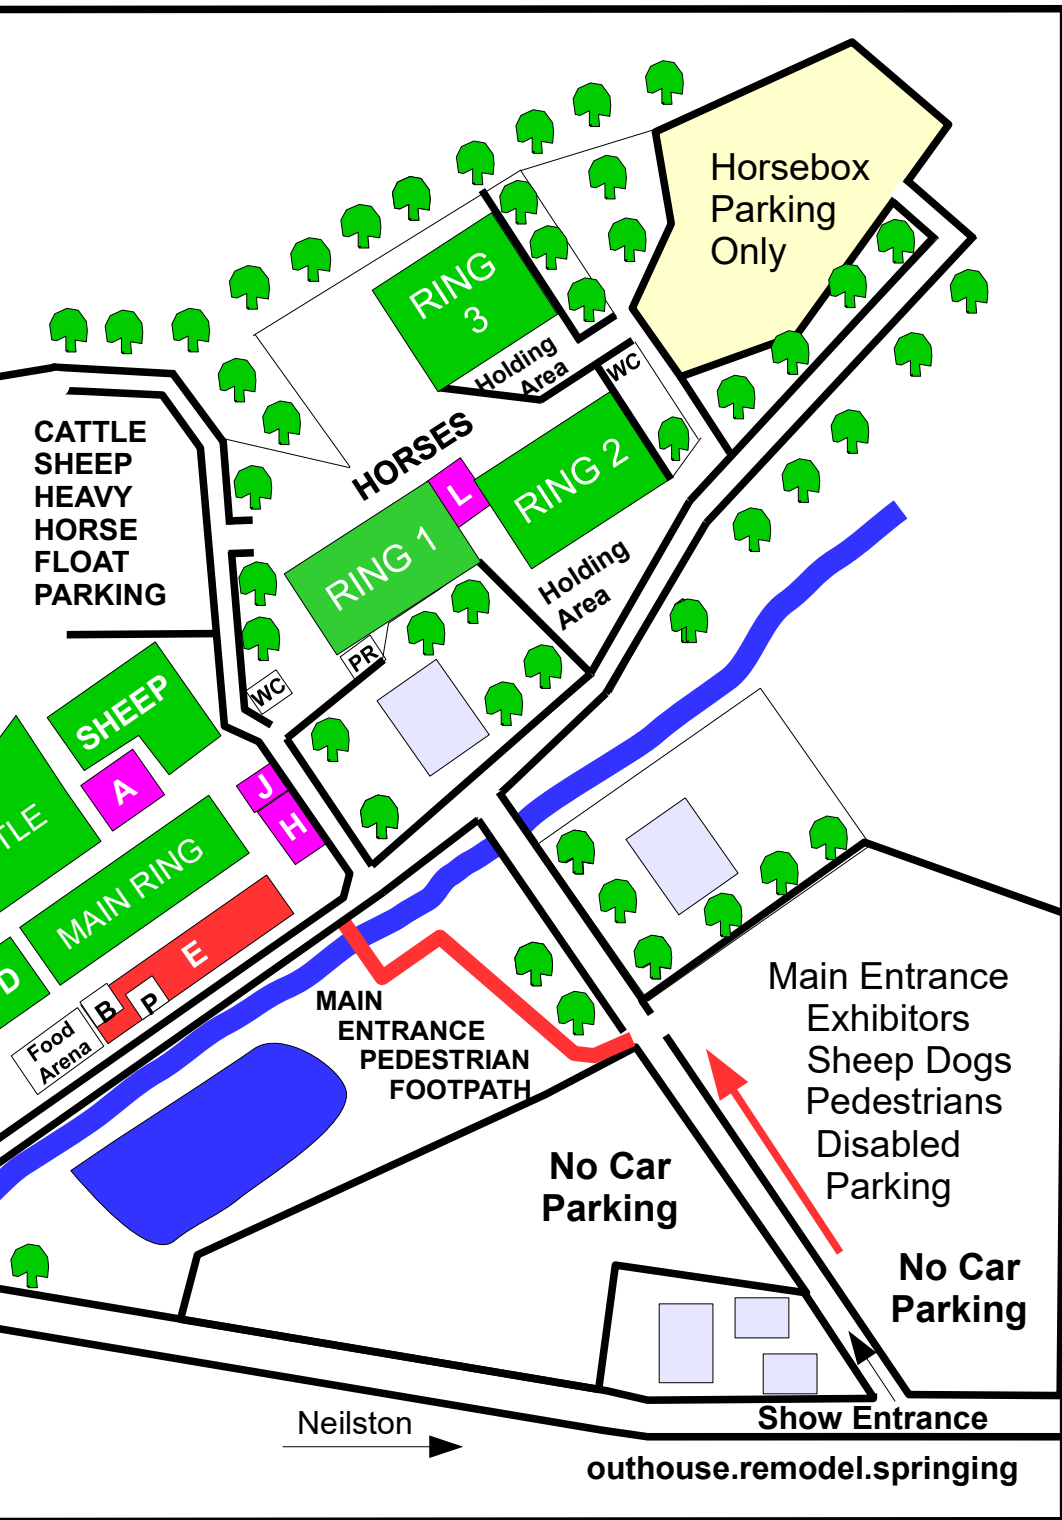 Horsebox
Parking
Only
RING
3
Holding
Area
WC
CATTLE
SHEEP
HEAVY
HORSE
FLOAT
PARKING
HORSES
L
RING 2
RING 1
Holding
Area
PR
WC
SHEEP
A
J
H
TLE
MAIN RING
E
D
B
P
Food
Arena
MAIN
ENTRANCE
PEDESTRIAN
FOOTPATH
Main Entrance
Exhibitors
Sheep Dogs
Pedestrians
Disabled
Parking
No Car
Parking
No Car
Parking
Show Entrance
Neilston
outhouse.remodel.springing